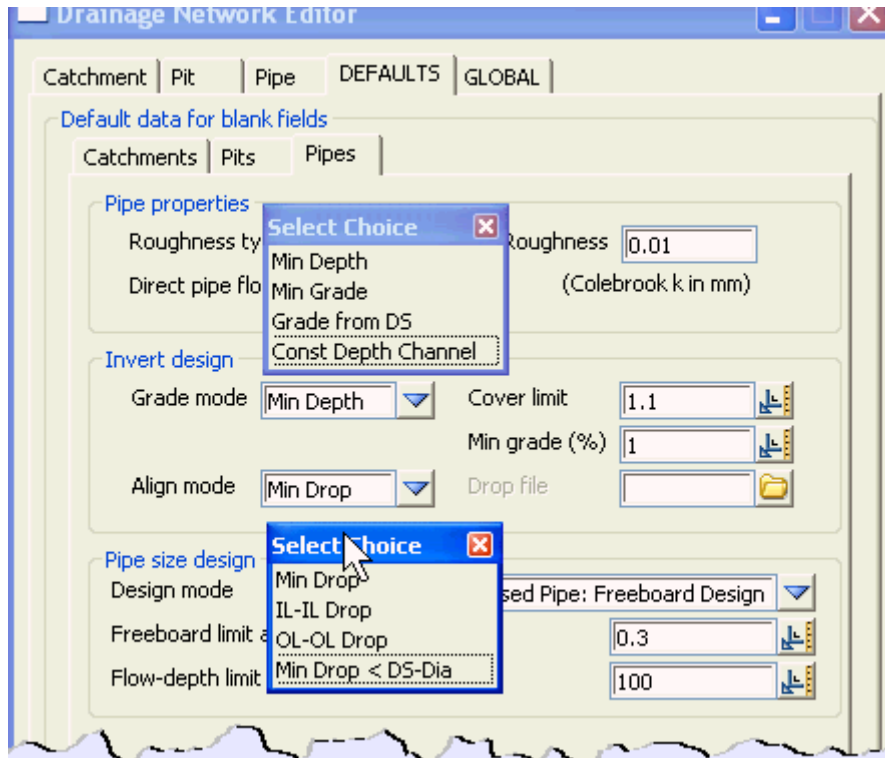 Drainage Network Editor
Catchment Pit Pipe DEFAULTS GLOBAL
Default data for blank fields
Catchments Pits Pipes
Pipe properties
Select Choice
Roughness ty Roughness 0.01
Min Depth
Direct pipe flo Min Grade (Colebrook k in mm)
Grade from DS
Const Depth Channel
Invert design
Grade mode Min Depth Cover limit 1.1
Min grade (%) 1
Align mode Min Drop Drop file
Select Choice
Pipe size design
Min Drop
Design mode sed Pipe: Freeboard Design
IL-IL Drop
Freeboard limit a OL-OL Drop 0.3
Flow-depth limit Min Drop < DS-Dia 100